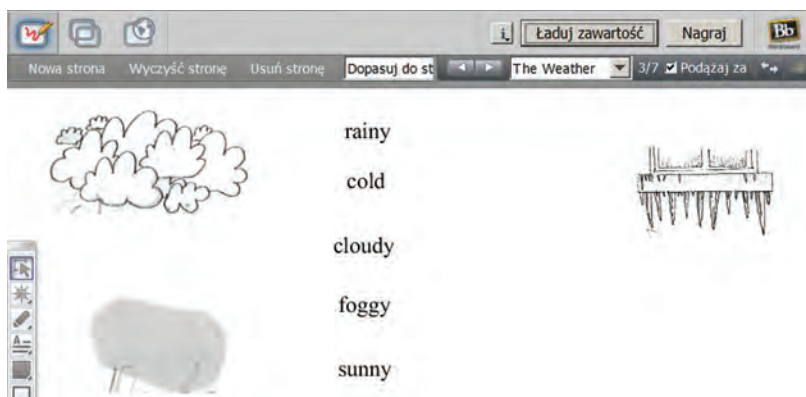 i Ładuj zawartość Nagraj Bb
Nowa strona Wyczyść stronę Usuń stronę Dopasuj do st The Weather 3/7 Podążaj za
rainy
cold
cloudy
foggy
sunny
A